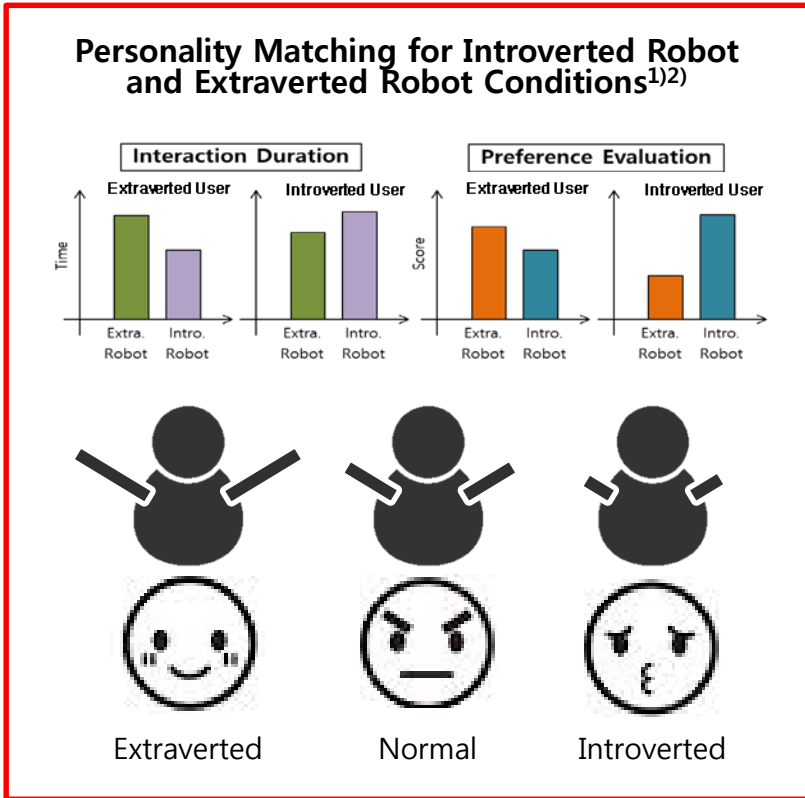 Personality Matching for Introverted Robot
and Extraverted Robot Conditions1)2)
Interaction Duration
Preference Evaluation
Extraverted User
Introverted User
Extraverted User
Introverted User
Time
Score
Extra. Robot
Intro. Robot
Extra. Robot
Intro. Robot
Extra. Robot
Intro. Robot
Extra. Robot
Intro. Robot
Extraverted
Normal
Introverted